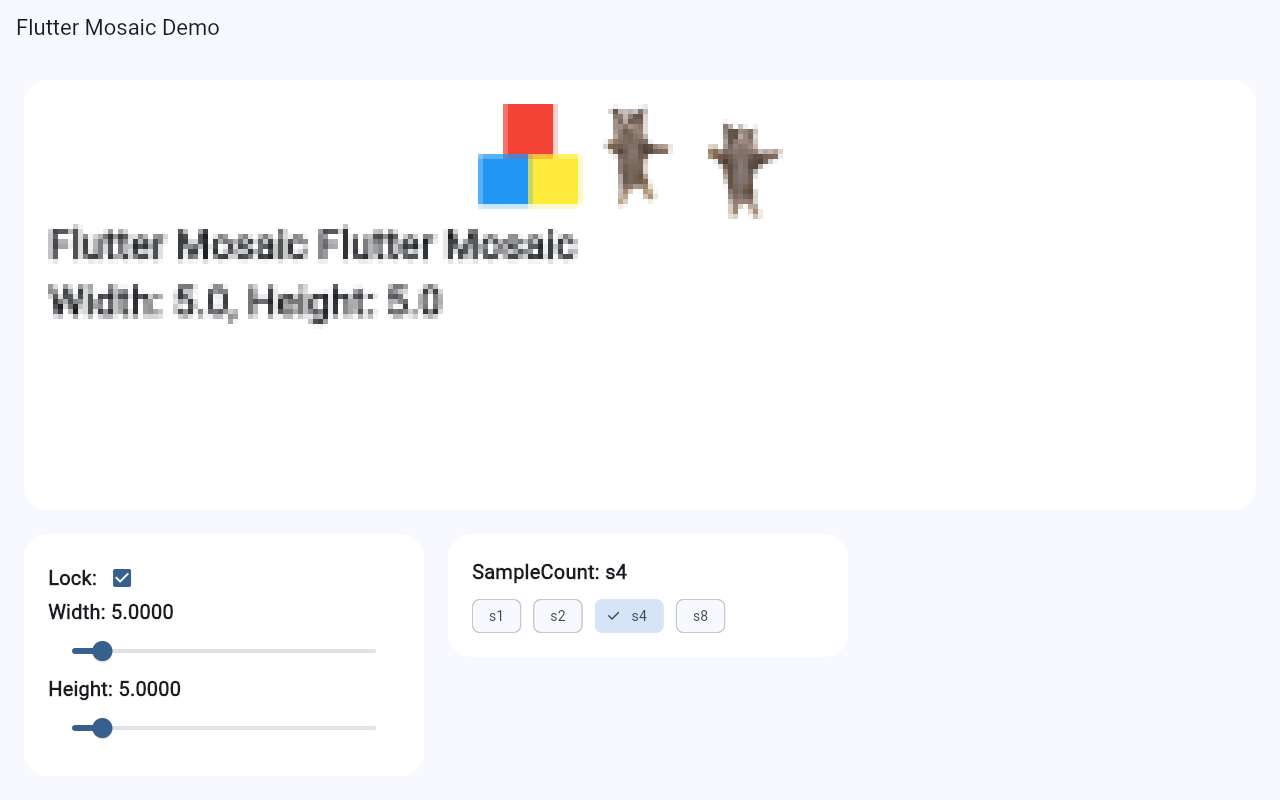 Flutter Mosaic Demo
Flutter Mosaic Flutter Mosaic
Width: 5.0, Height: 5.0
Lock:
Width: 5.0000
Height: 5.0000
SampleCount: s4
s1 s2 s4 s8